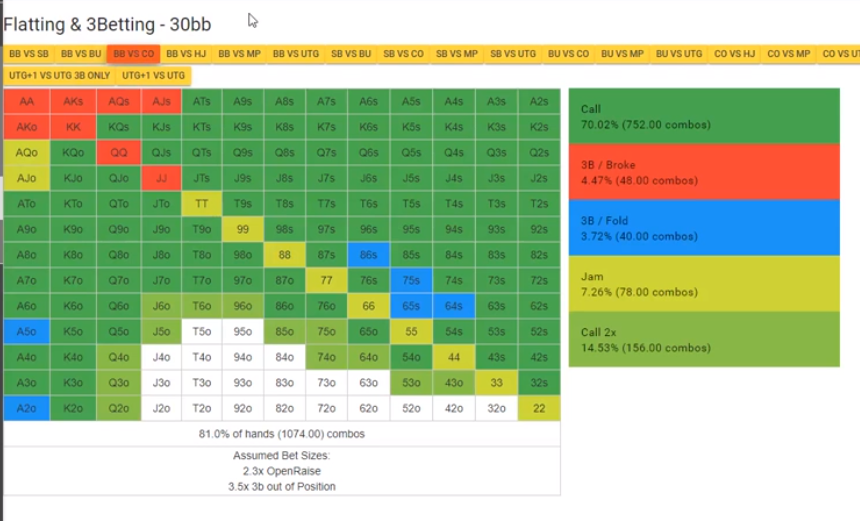 Flatting & 3Betting - 30bb
BB VS SB BB VS BU BB VS CO BB VS HJ BB VS MP BB VS UTG SB VS BU SB VS CO SB VS MP SB VS UTG BU VS CO BU VS MP BU VS UTG CO VS HJ CO VS MP CO VS UT
UTG+1 VS UTG 3B ONLY UTG+1 VS UTG
AA AKs AQs AJs ATs A9s A8s A7s A6s A5s A4s A3s A2s
AKo KK KQs KJs KTs K9s K8s K7s K6s K5s K4s K3s K2s
AQo KQo QQ QJs QTs Q9s Q8s Q7s Q6s Q5s Q4s Q3s Q2s
AJo KJo QJo JJ JTs J9s J8s J7s J6s J5s J4s J3s J2s
ATo KTo QTo JTo TT T9s T8s T7s T6s T5s T4s T3s T2s
A9o K9o Q9o J9o T9o 99 98s 97s 96s 95s 94s 93s 92s
A8o K8o Q8o J8o T8o 98o 88 87s 86s 85s 84s 83s 82s
A7o K7o Q7o J7o T7o 97o 87o 77 76s 75s 74s 73s 72s
A6o K6o Q6o J6o T6o 96o 86o 76o 66 65s 64s 63s 62s
A5o K5o Q5o J5o T5o 95o 85o 75o 65o 55 54s 53s 52s
A4o K4o Q4o J4o T4o 94o 84o 74o 64o 54o 44 43s 42s
A3o K3o Q3o J3o T3o 93o 83o 73o 63o 53o 43o 33 32s
A2o K2o Q2o J2o T2o 92o 82o 72o 62o 52o 42o 32o 22
81.0% of hands (1074.00) combos
Assumed Bet Sizes:
2.3x OpenRaise
3.5x 3b out of Position
Call
70.02% (752.00 combos)
3B / Broke
4.47% (48.00 combos)
3B / Fold
3.72% (40.00 combos)
Jam
7.26% (78.00 combos)
Call 2x
14.53% (156.00 combos)